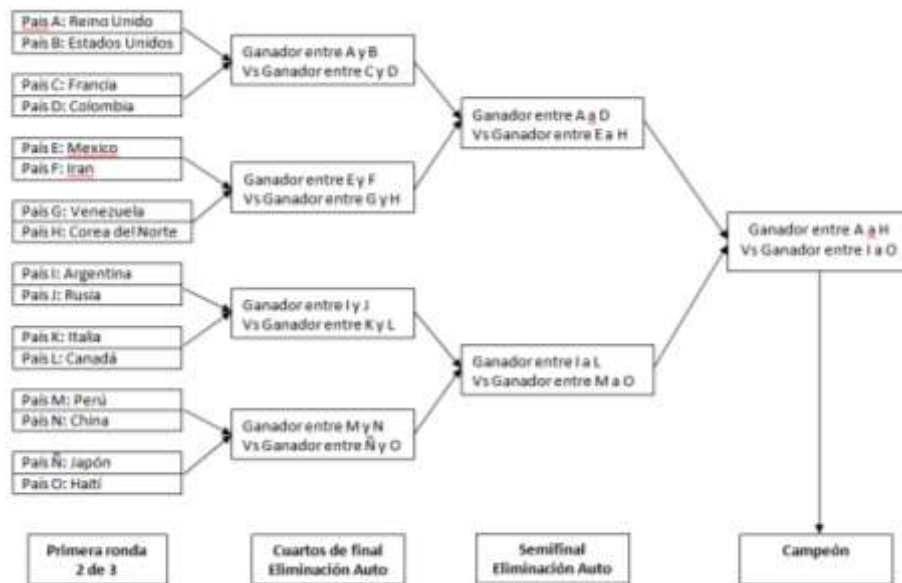 País A: Reino Unido
País B: Estados Unidos
País C: Francia
País D: Colombia
País E: Mexico
País F: Iran
País G: Venezuela
País H: Corea del Norte
País I: Argentina
País J: Rusia
País K: Italia
País L: Canadá
País M: Perú
País N: China
País Ñ: Japón
País O: Haití
Ganador entre A y B
Vs Ganador entre C y D
Ganador entre E y F
Vs Ganador entre G y H
Ganador entre I y J
Vs Ganador entre K y L
Ganador entre M y N
Vs Ganador entre Ñ y O
Ganador entre A a D
Vs Ganador entre E a H
Ganador entre I a L
Vs Ganador entre M a O
Ganador entre A a H
Vs Ganador entre I a O
Primera ronda
2 de 3
Cuartos de final
Eliminación Auto
Semifinal
Eliminación Auto
Campeón